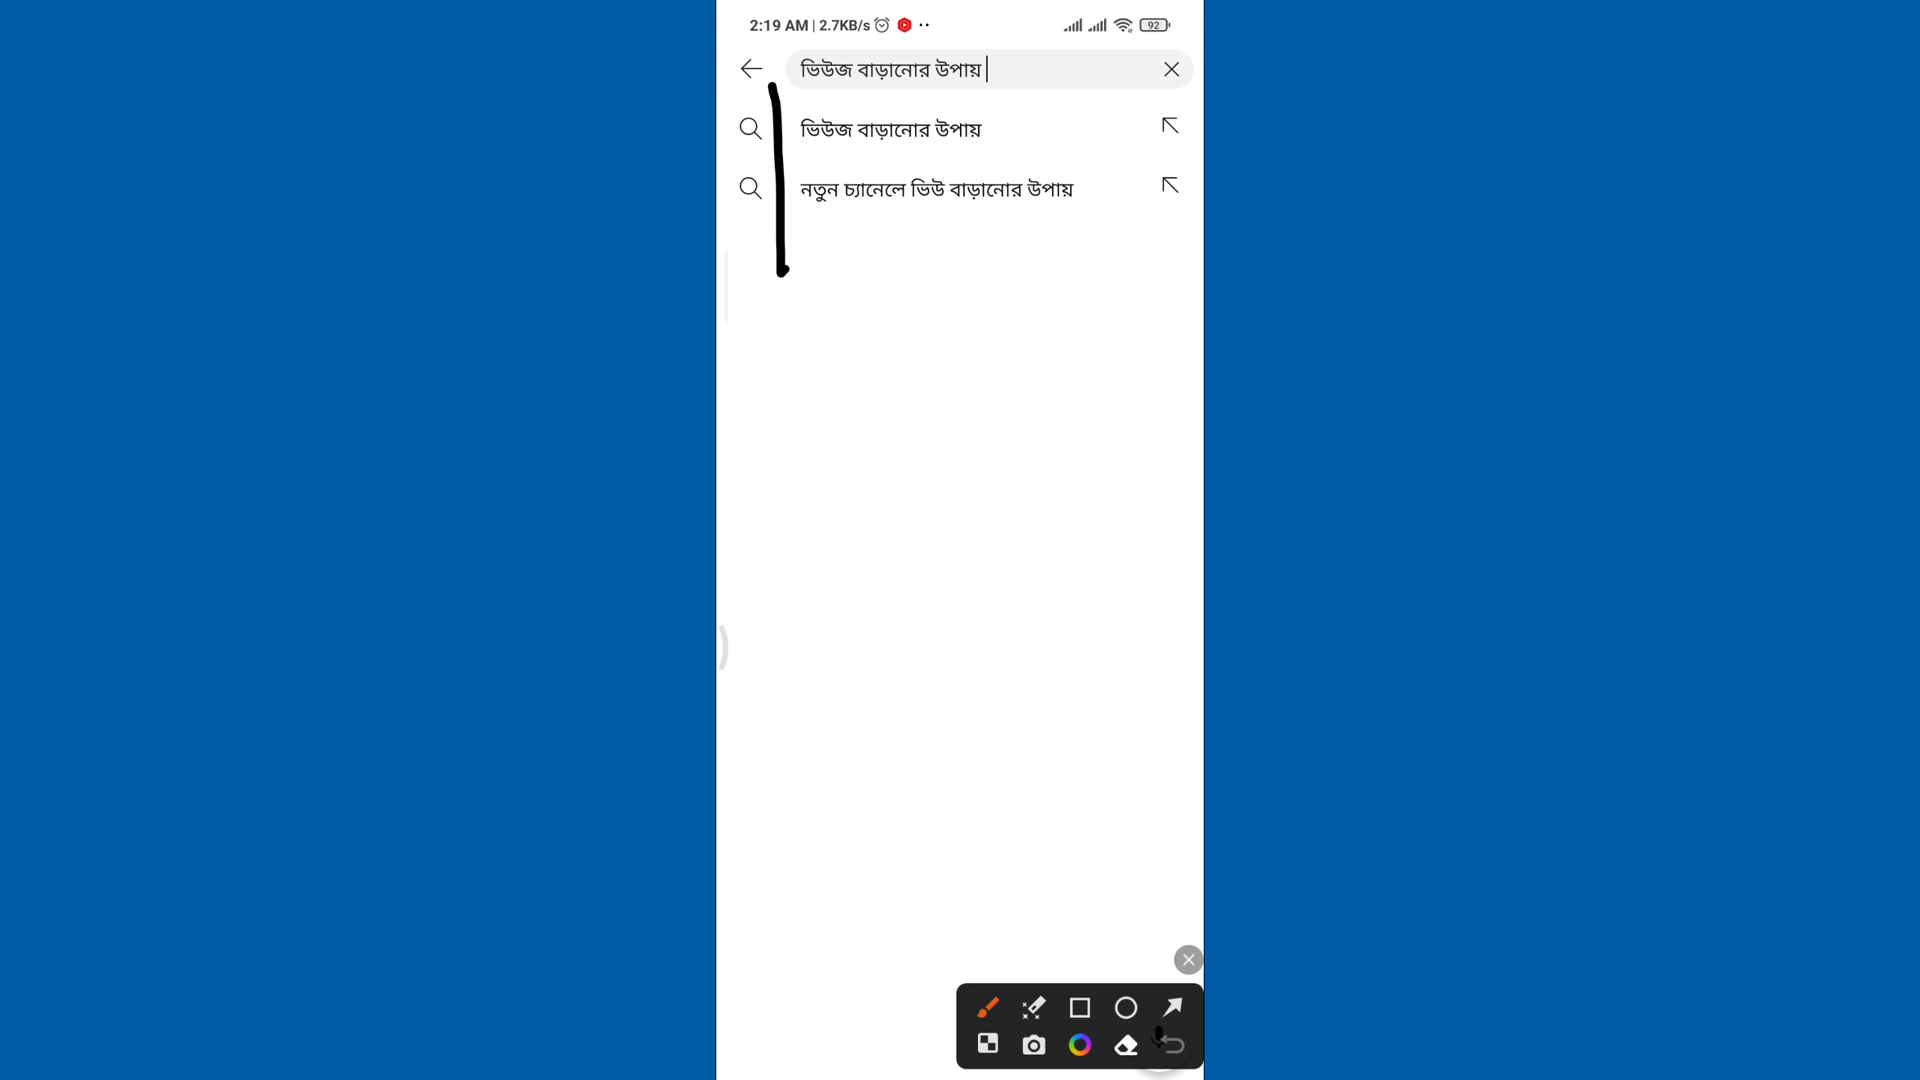 2:19 AM | 2.7KB/s
92
ভিউজ বাড়ানোর উপায়
ভিউজ বাড়ানোর উপায়
নতুন চ্যানেলে ভিউ বাড়ানোর উপায়